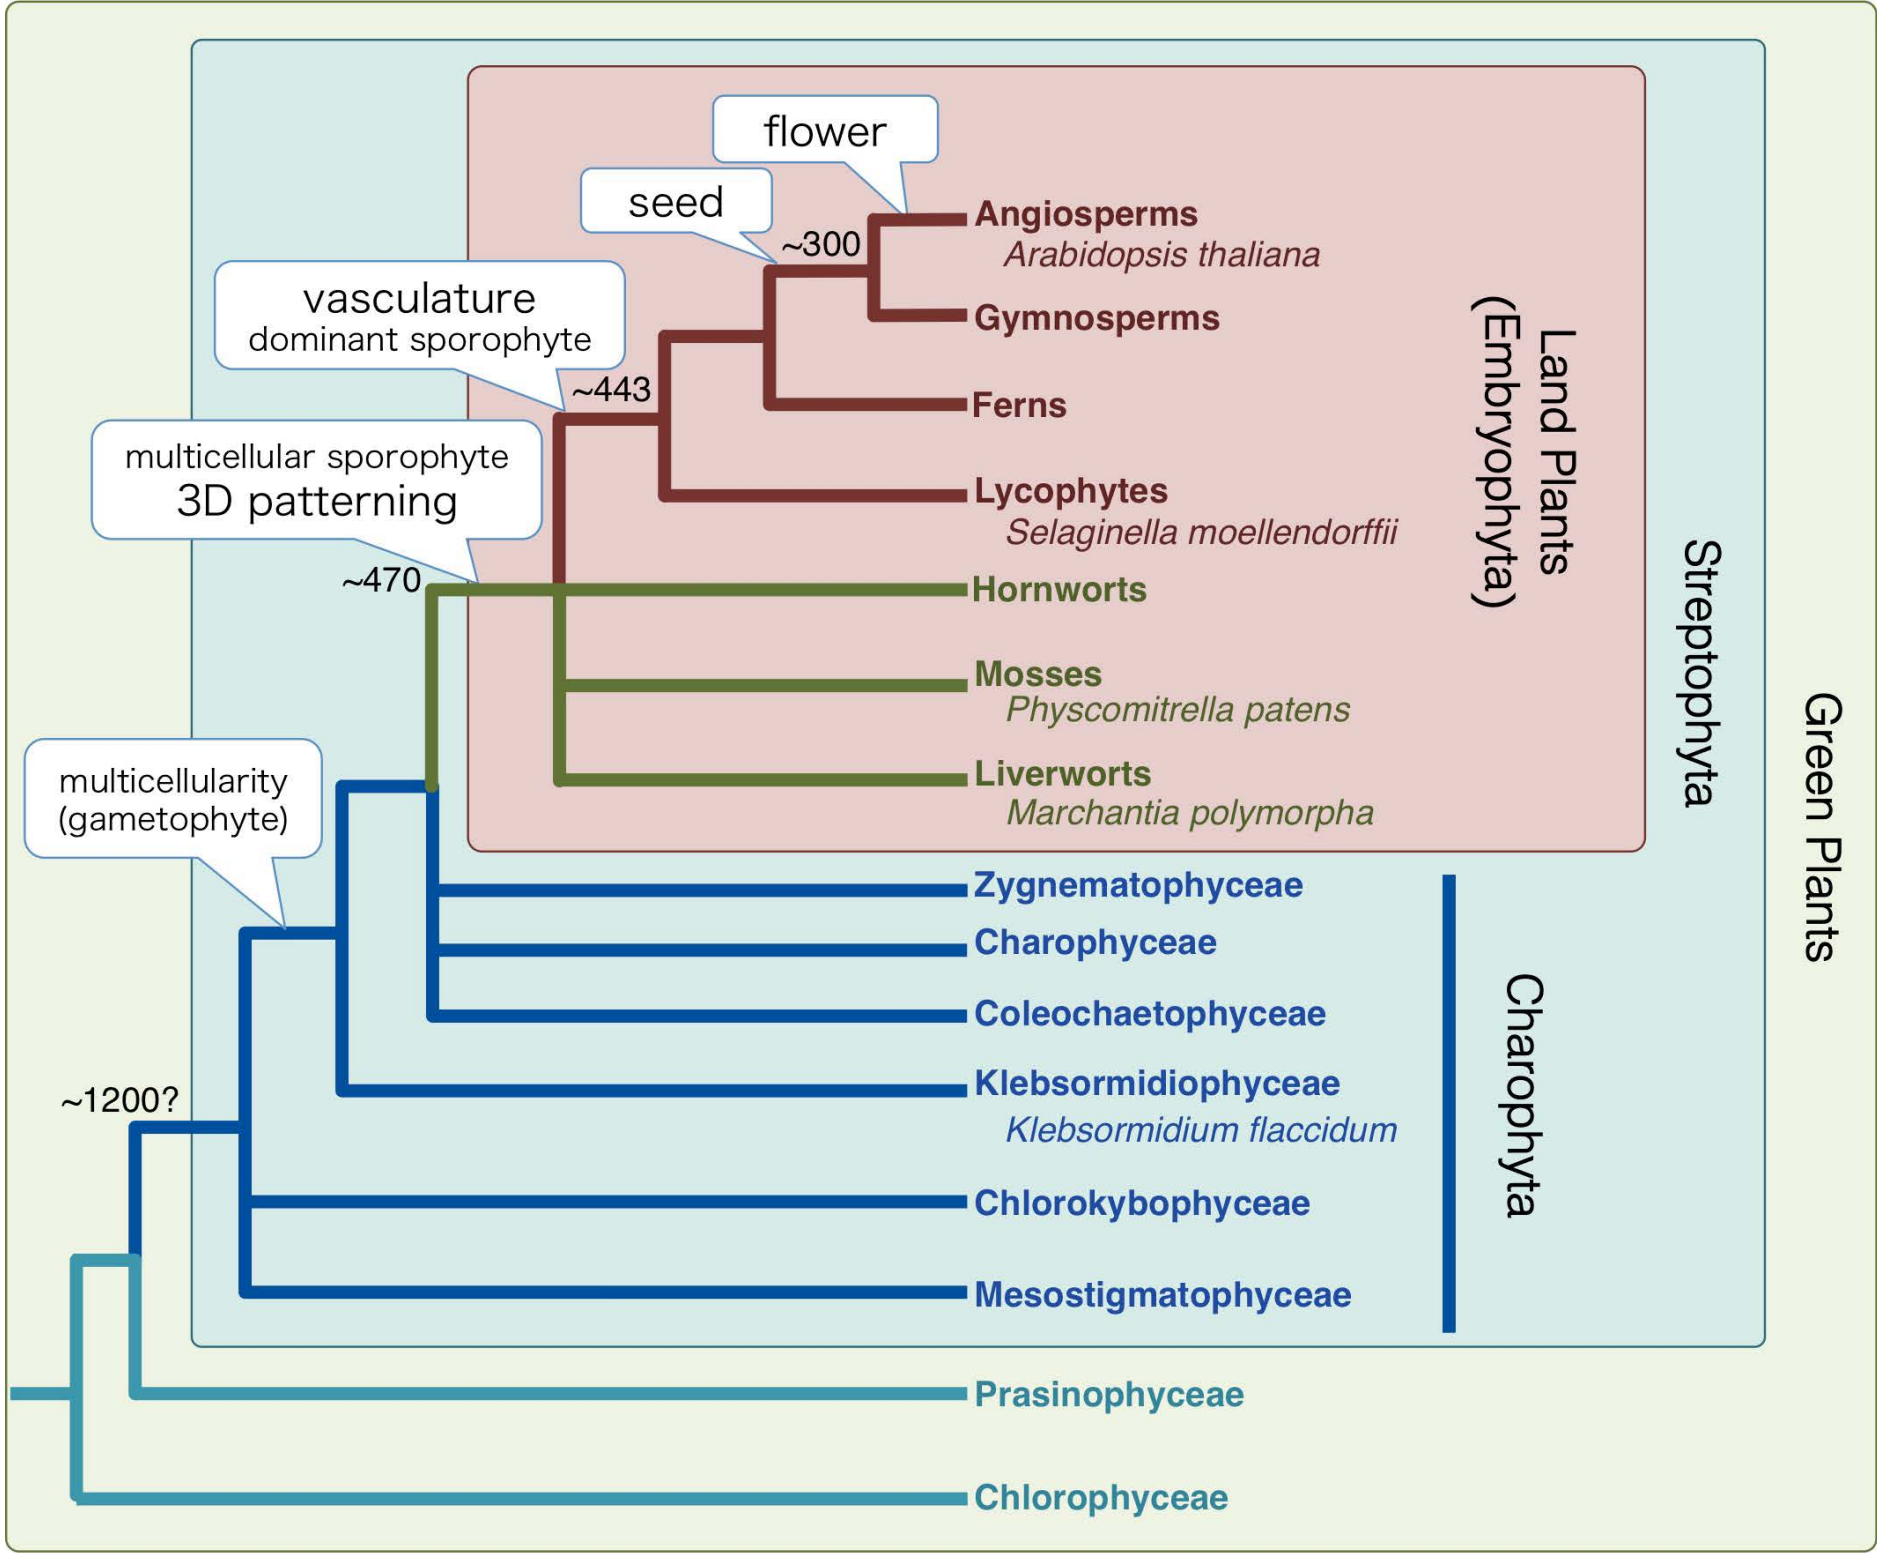 flower
seed
~300
Angiosperms
Arabidopsis thaliana
Gymnosperms
vasculature
dominant sporophyte
~443
Ferns
multicellular sporophyte
3D patterning
Lycophytes
Selaginella moellendorffii
~470
Hornworts
Mosses
Physcomitrella patens
Liverworts
Marchantia polymorpha
multicellularity
(gametophyte)
Zygnematophyceae
Charophyceae
Coleochaetophyceae
Klebsormidiophyceae
Klebsormidium flaccidum
~1200?
Chlorokybophyceae
Mesostigmatophyceae
Prasinophyceae
Chlorophyceae
Land Plants
(Embryophyta)
Streptophyta
Green Plants
Charophyta